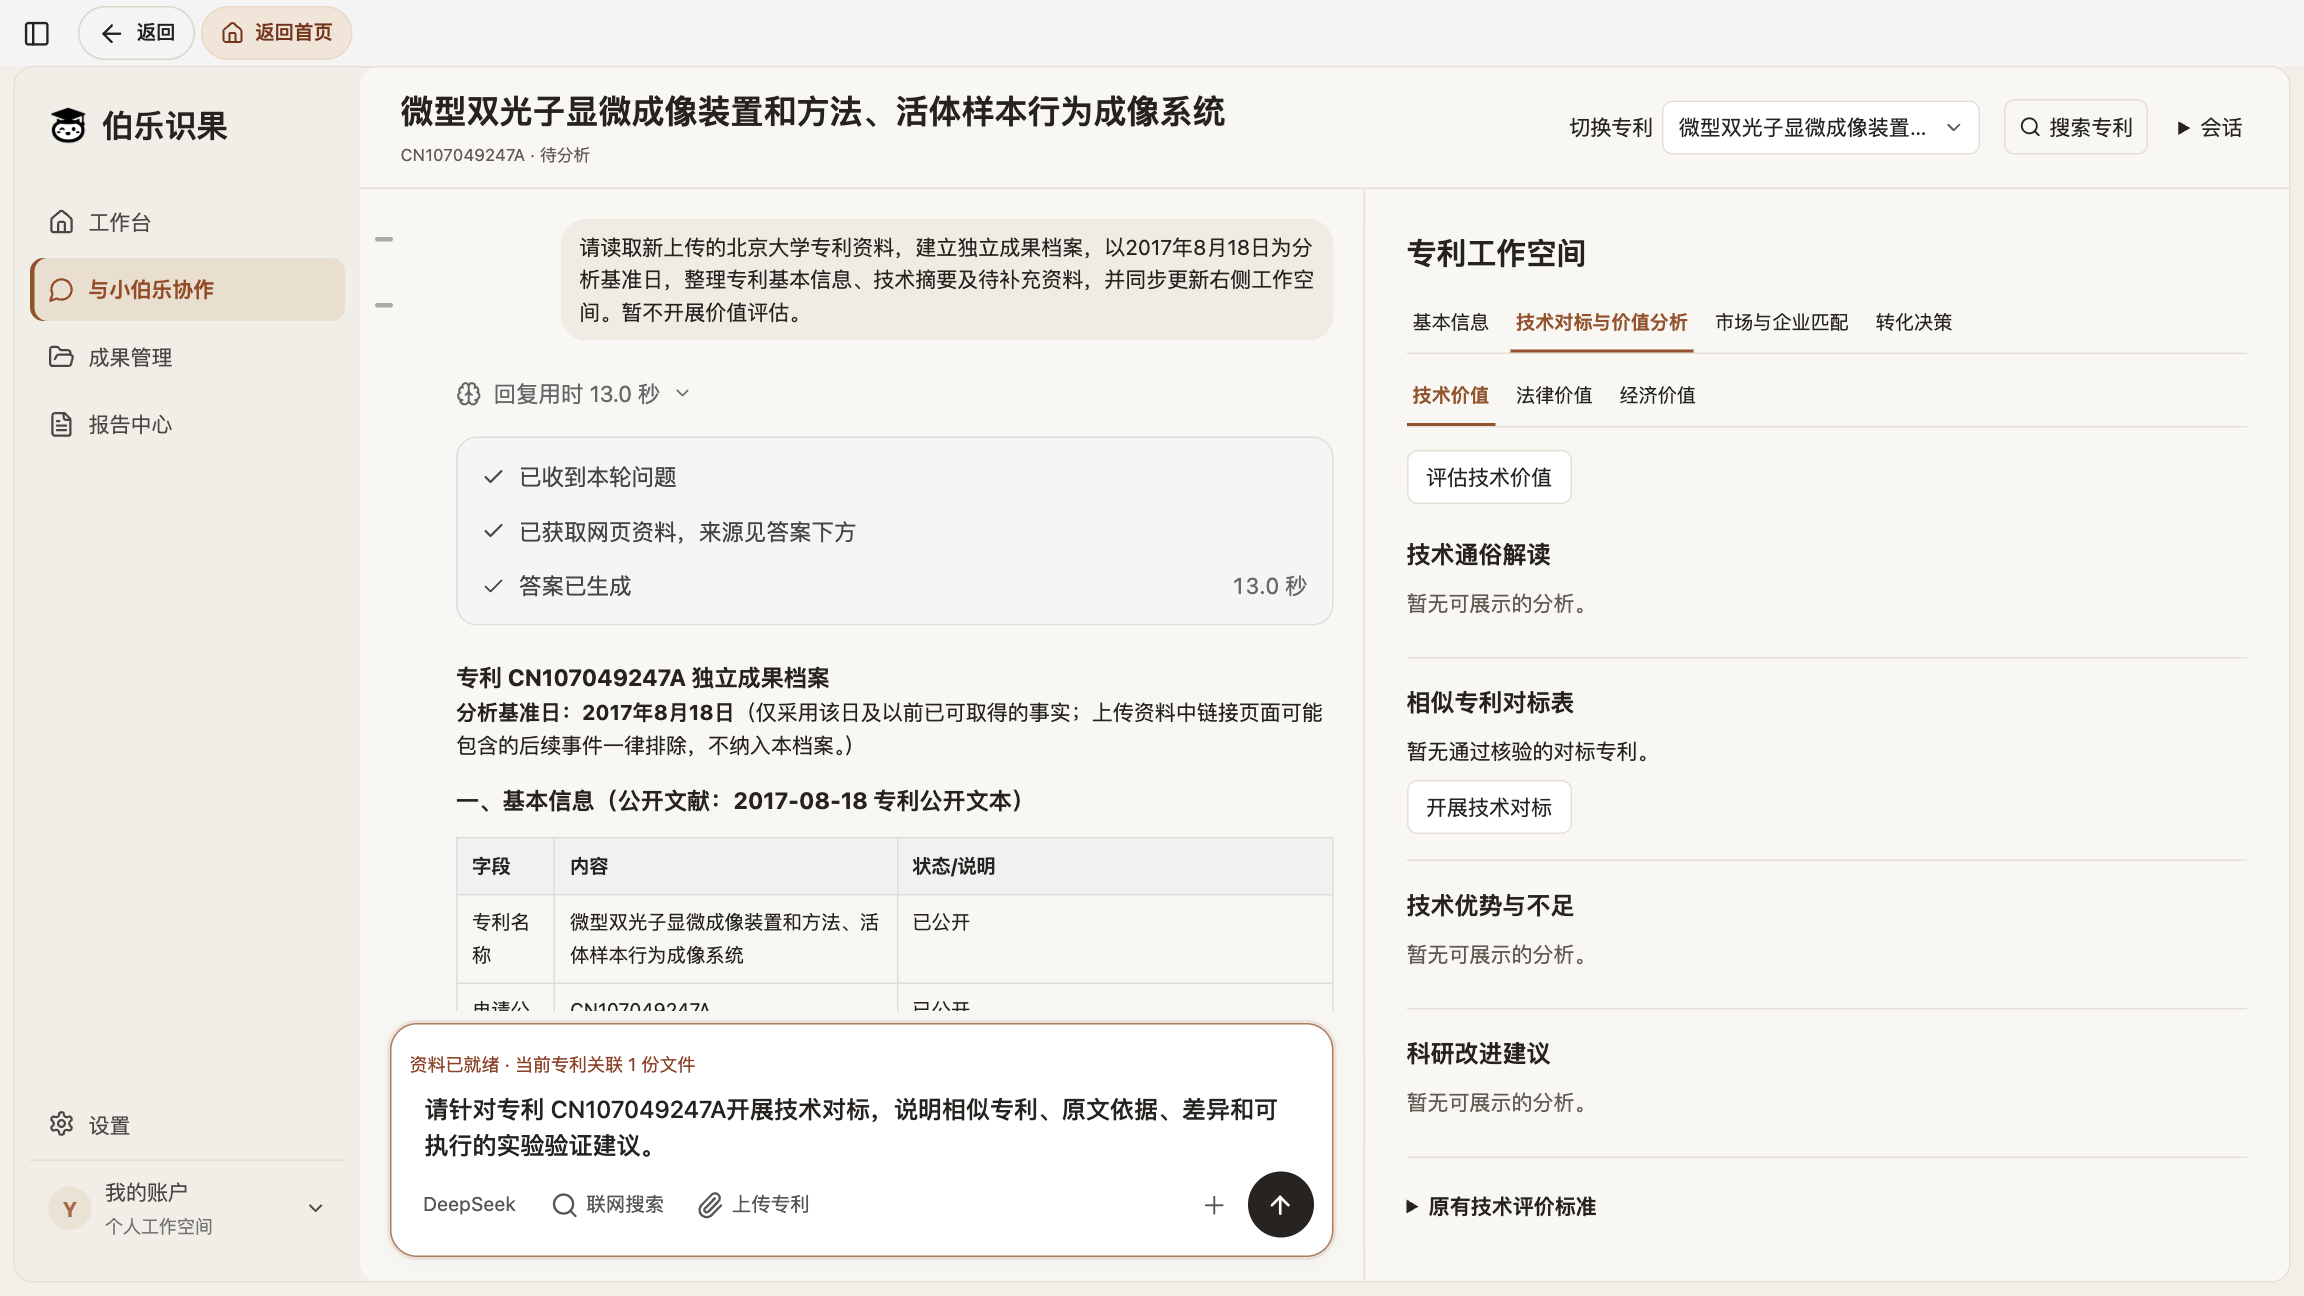 返回
返回首页
伯乐识果
工作台
与小伯乐协作
成果管理
报告中心
设置
Y
我的账户
个人工作空间
微型双光子显微成像装置和方法、活体样本行为成像系统
CN107049247A · 待分析
切换专利
微型双光子显微成像装置...
搜索专利
▶ 会话
请读取新上传的北京大学专利资料，建立独立成果档案，以2017年8月18日为分
析基准日，整理专利基本信息、技术摘要及待补充资料，并同步更新右侧工作空
间。暂不开展价值评估。
回复用时 13.0 秒
已收到本轮问题
已获取网页资料，来源见答案下方
答案已生成
13.0 秒
专利 CN107049247A 独立成果档案
分析基准日：2017年8月18日（仅采用该日及以前已可取得的事实；上传资料中链接页面可能
包含的后续事件一律排除，不纳入本档案。）
一、基本信息（公开文献：2017-08-18 专利公开文本）
字段 内容 状态/说明
专利名 微型双光子显微成像装置和方法、活 已公开
称 体样本行为成像系统
申请公 CN107049247A 已公开
资料已就绪 · 当前专利关联 1 份文件
请针对专利 CN107049247A开展技术对标，说明相似专利、原文依据、差异和可
执行的实验验证建议。
DeepSeek
联网搜索
上传专利
专利工作空间
基本信息 技术对标与价值分析 市场与企业匹配 转化决策
技术价值 法律价值 经济价值
评估技术价值
技术通俗解读
暂无可展示的分析。
相似专利对标表
暂无通过核验的对标专利。
开展技术对标
技术优势与不足
暂无可展示的分析。
科研改进建议
暂无可展示的分析。
▶ 原有技术评价标准